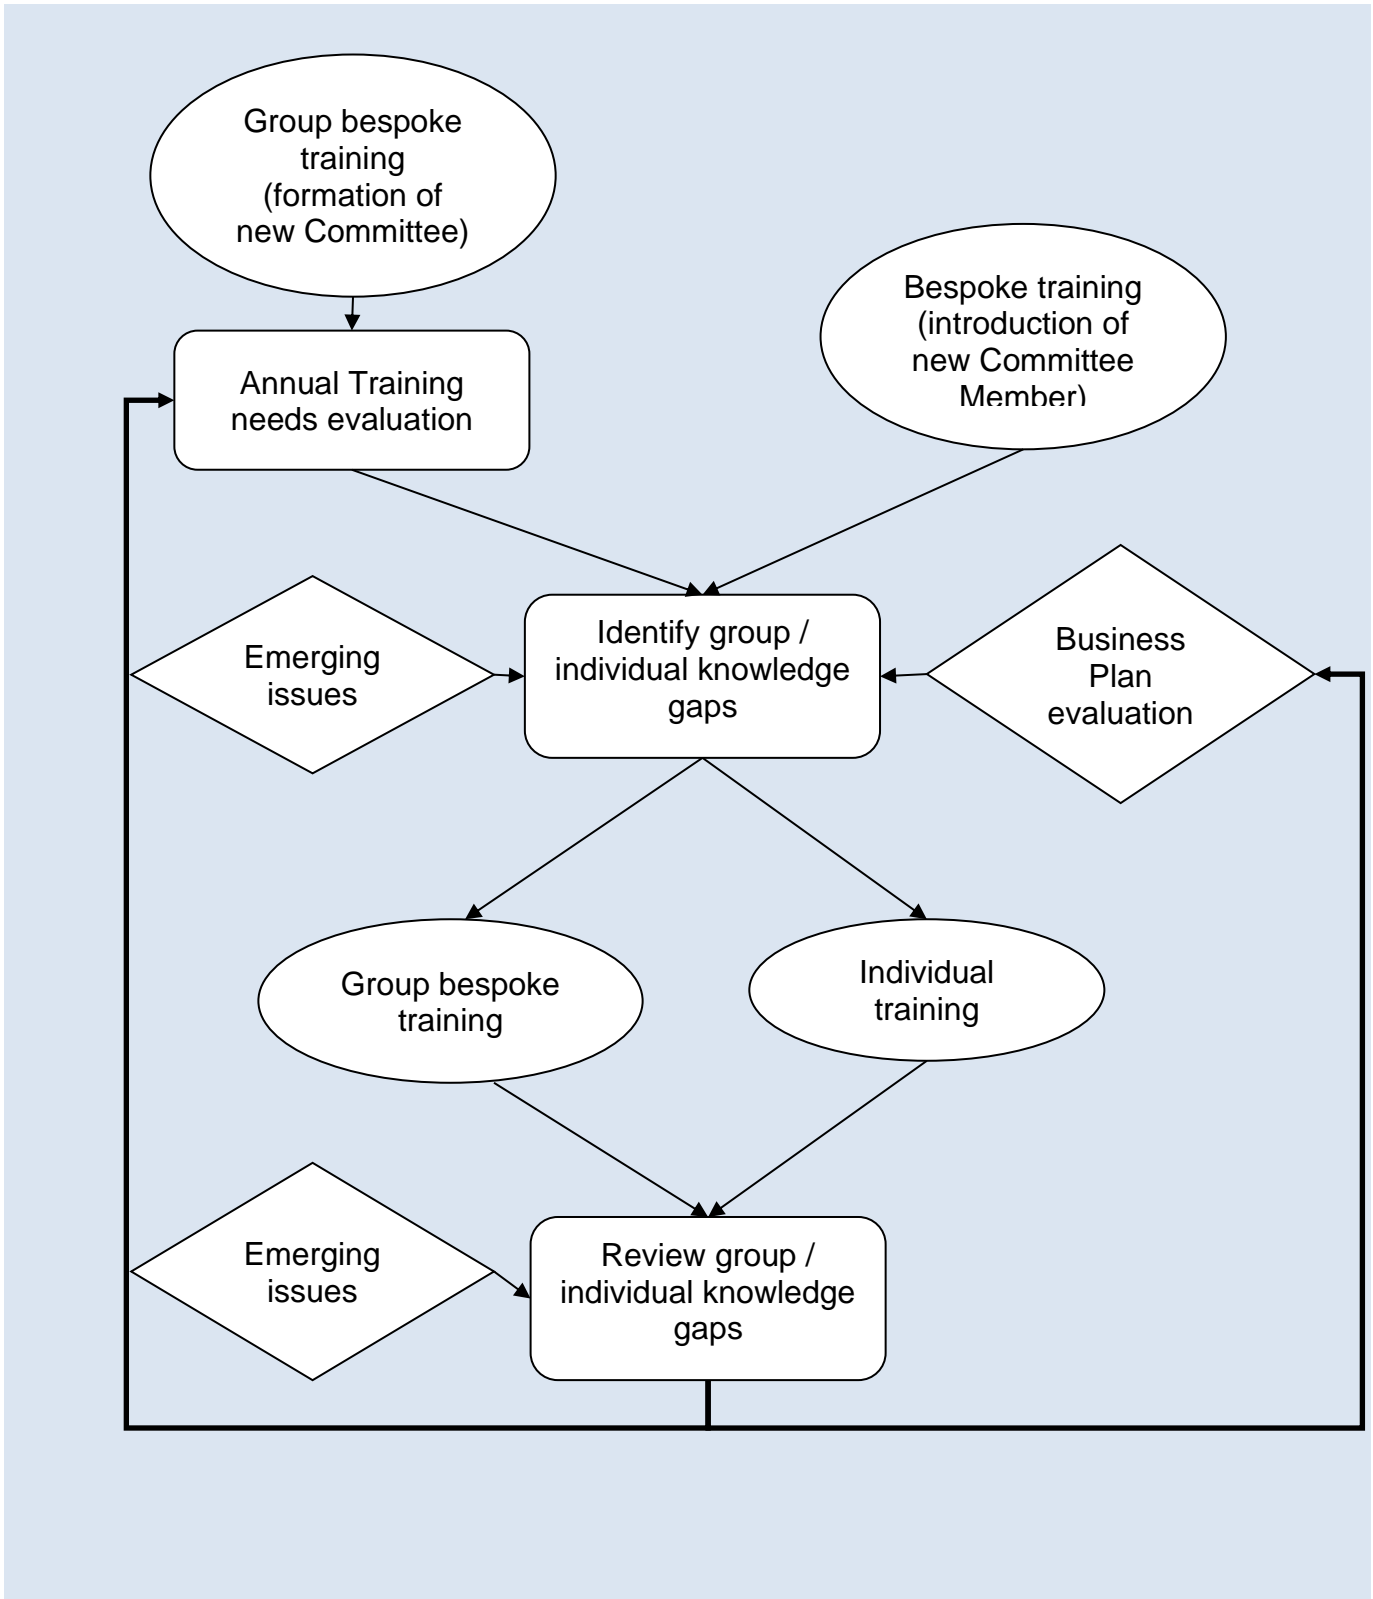 Group bespoke
training
(formation of
new Committee)
Bespoke training
(introduction of
new Committee
Member)
Annual Training
needs evaluation
Emerging
issues
Identify group /
individual knowledge
gaps
Business
Plan
evaluation
Group bespoke
training
Individual
training
Emerging
issues
Review group /
individual knowledge
gaps